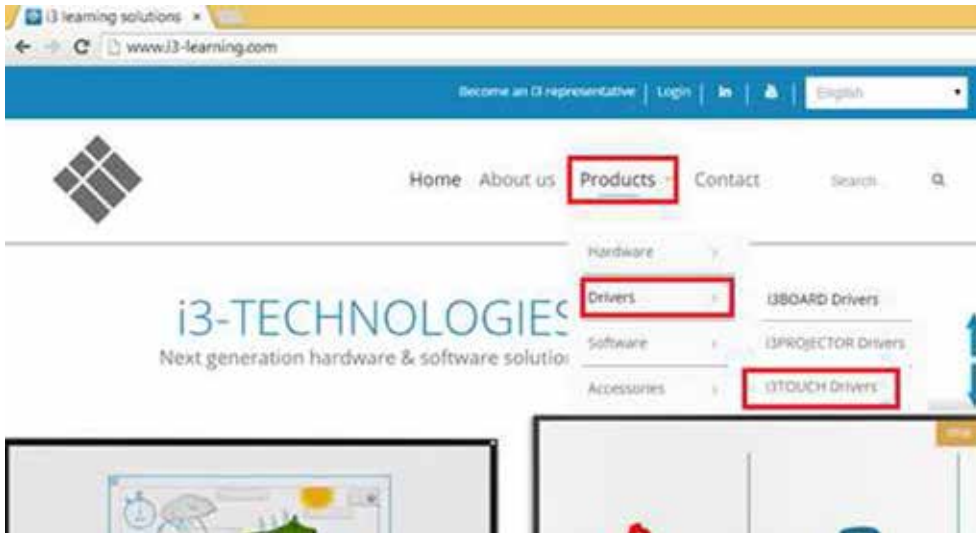 i3 learning solutions ×
www.i3-learning.com
Become an i3 representative | Login | in | | English
Home About us Products Contact Search...
Hardware
Drivers i3BOARD Drivers
i3-TECHNOLOGIES
Software i3PROJECTOR Drivers
Next generation hardware & software solutio
Accessories i3TOUCH Drivers